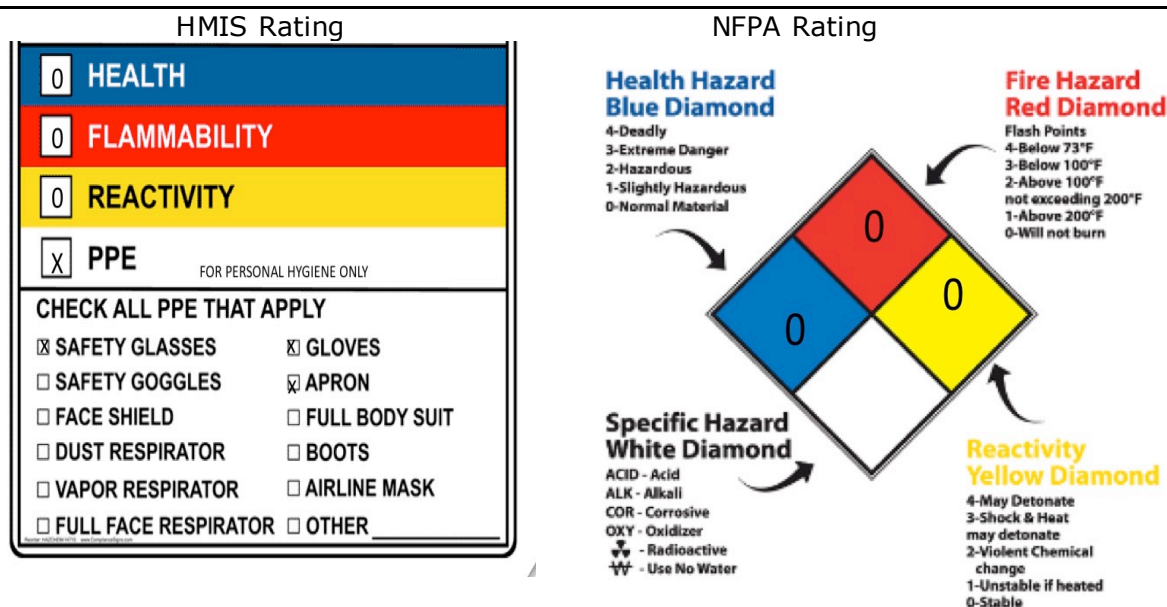 HMIS Rating
NFPA Rating
0 HEALTH
0 FLAMMABILITY
0 REACTIVITY
X PPE FOR PERSONAL HYGIENE ONLY
CHECK ALL PPE THAT APPLY
☒ SAFETY GLASSES ☒ GLOVES
☐ SAFETY GOGGLES ☒ APRON
☐ FACE SHIELD ☐ FULL BODY SUIT
☐ DUST RESPIRATOR ☐ BOOTS
☐ VAPOR RESPIRATOR ☐ AIRLINE MASK
☐ FULL FACE RESPIRATOR ☐ OTHER
Health Hazard
Blue Diamond
4-Deadly
3-Extreme Danger
2-Hazardous
1-Slightly Hazardous
0-Normal Material
Fire Hazard
Red Diamond
Flash Points
4-Below 73°F
3-Below 100°F
2-Above 100°F
not exceeding 200°F
1-Above 200°F
0-Will not burn
0
0
0
Specific Hazard
White Diamond
ACID - Acid
ALK - Alkali
COR - Corrosive
OXY - Oxidizer
- Radioactive
W - Use No Water
Reactivity
Yellow Diamond
4-May Detonate
3-Shock & Heat
may detonate
2-Violent Chemical
change
1-Unstable if heated
0-Stable